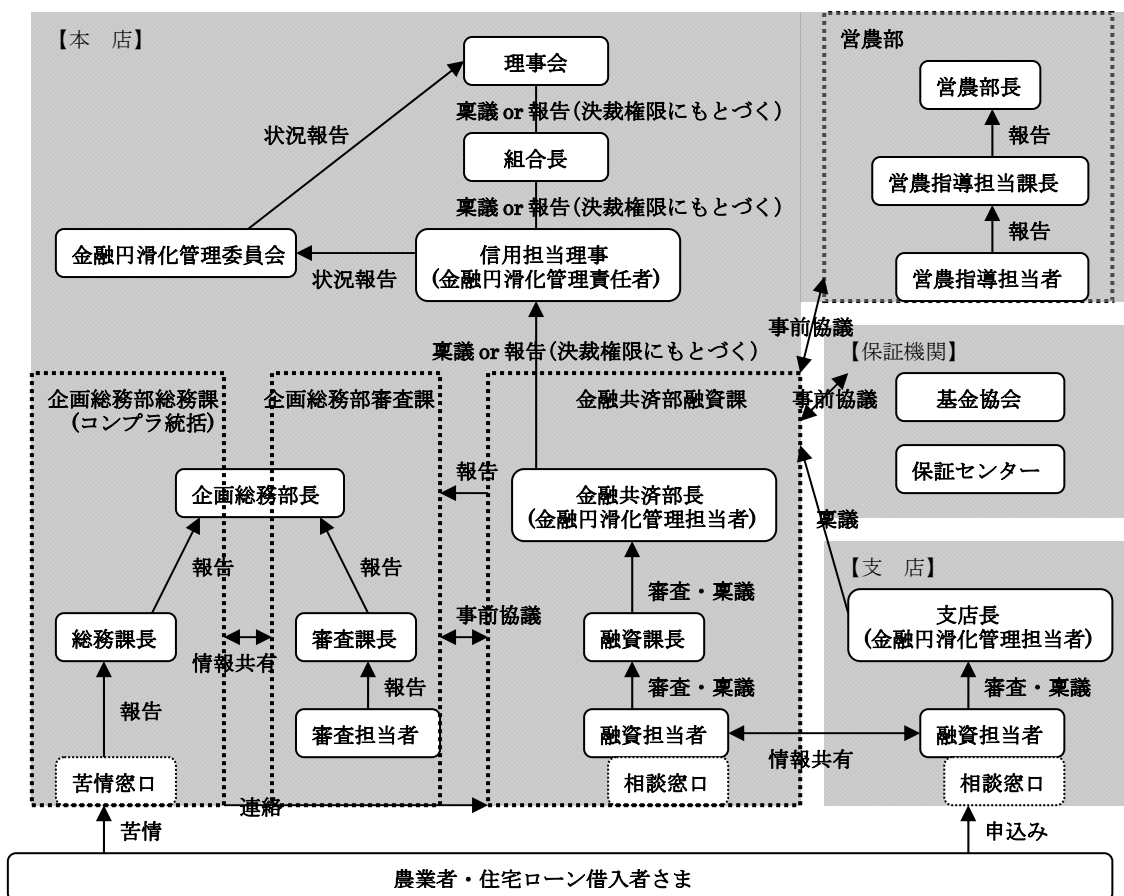 【本　店】
理事会
稟議 or 報告(決裁権限にもとづく)
状況報告
組合長
稟議 or 報告(決裁権限にもとづく)
金融円滑化管理委員会
状況報告
信用担当理事
(金融円滑化管理責任者)
稟議 or 報告(決裁権限にもとづく)
営農部
営農部長
報告
営農指導担当課長
報告
営農指導担当者
事前協議
【保証機関】
事前協議
基金協会
保証センター
企画総務部総務課
(コンプラ統括)
企画総務部審査課
金融共済部融資課
企画総務部長
報告
金融共済部長
(金融円滑化管理担当者)
稟議
報告
報告
審査・稟議
【支　店】
支店長
(金融円滑化管理担当者)
総務課長
情報共有
審査課長
事前協議
融資課長
報告
報告
審査・稟議
審査・稟議
審査担当者
融資担当者
情報共有
融資担当者
苦情窓口
連絡
相談窓口
相談窓口
苦情
申込み
農業者・住宅ローン借入者さま